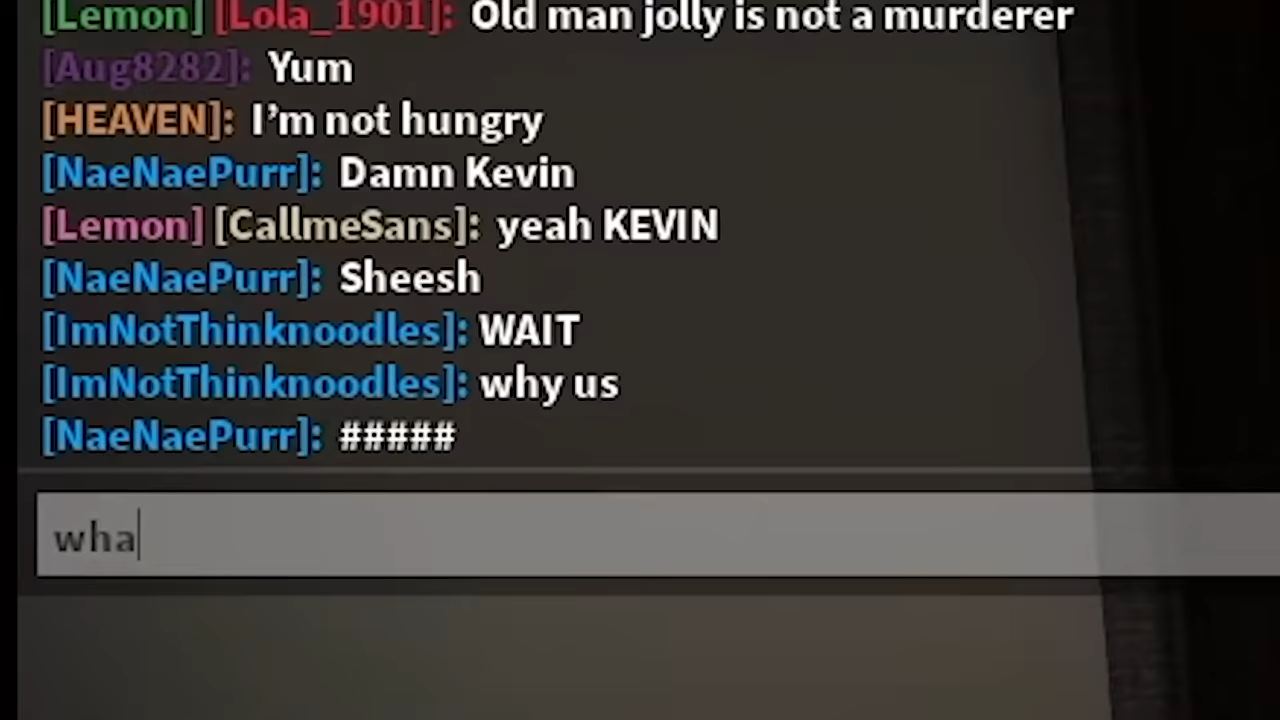 [Lemon] [Lola_1901]: Old man jolly is not a murderer
[Aug8282]: Yum
[HEAVEN]: I’m not hungry
[NaeNaePurr]: Damn Kevin
[Lemon] [CallmeSans]: yeah KEVIN
[NaeNaePurr]: Sheesh
[ImNotThinknoodles]: WAIT
[ImNotThinknoodles]: why us
[NaeNaePurr]: #####
wha